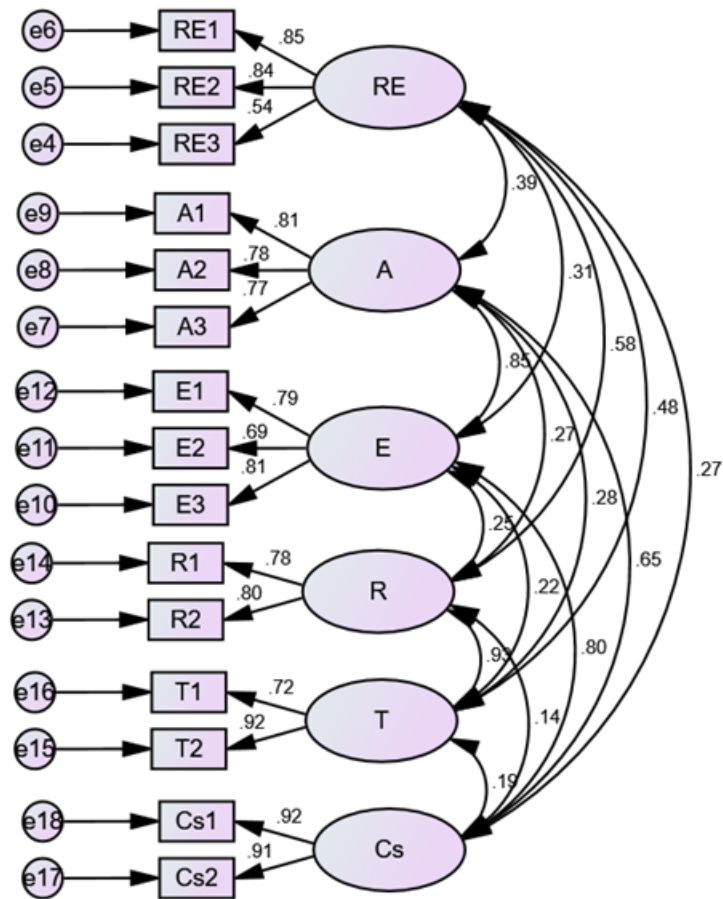 e6 RE1 .85
e5 RE2 .84 RE
e4 RE3 .54
.39
e9 A1 .81
e8 A2 .78 A .31
e7 A3 .77
.58
.85
e12 E1 .79 .48
e11 E2 .69 E .27
.27
e10 E3 .81 .28
.25
e14 R1 .78 .65
e13 R2 .80 R .22
.93 .80
e16 T1 .72
e15 T2 .92 T .14
.19
e18 Cs1 .92
e17 Cs2 .91 Cs